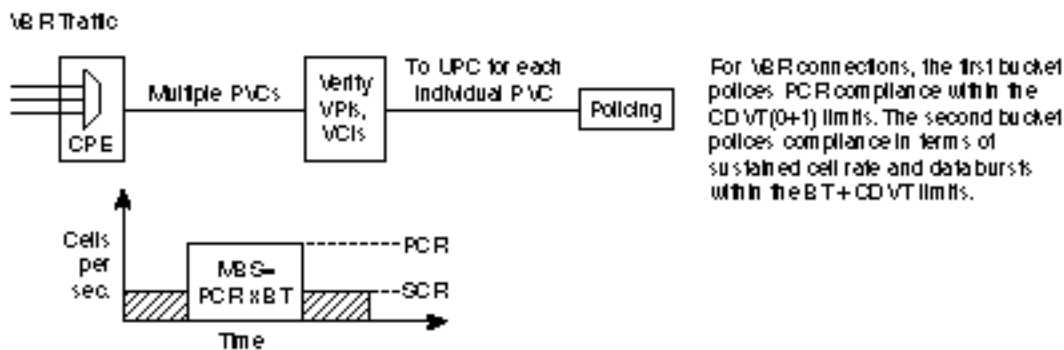 VBR Traffic
CPE
Multiple PVCs
Verify
VPIs,
VCIs
To UPC for each
individual PVC
Policing
For VBR connections, the first bucket
polices PCR compliance within the
CDVT(0+1) limits. The second bucket
polices compliance in terms of
sustained cell rate and data bursts
within the BT + CDVT limits.
Cells
per
sec.
MBS=
PCR x BT
PCR
SCR
Time